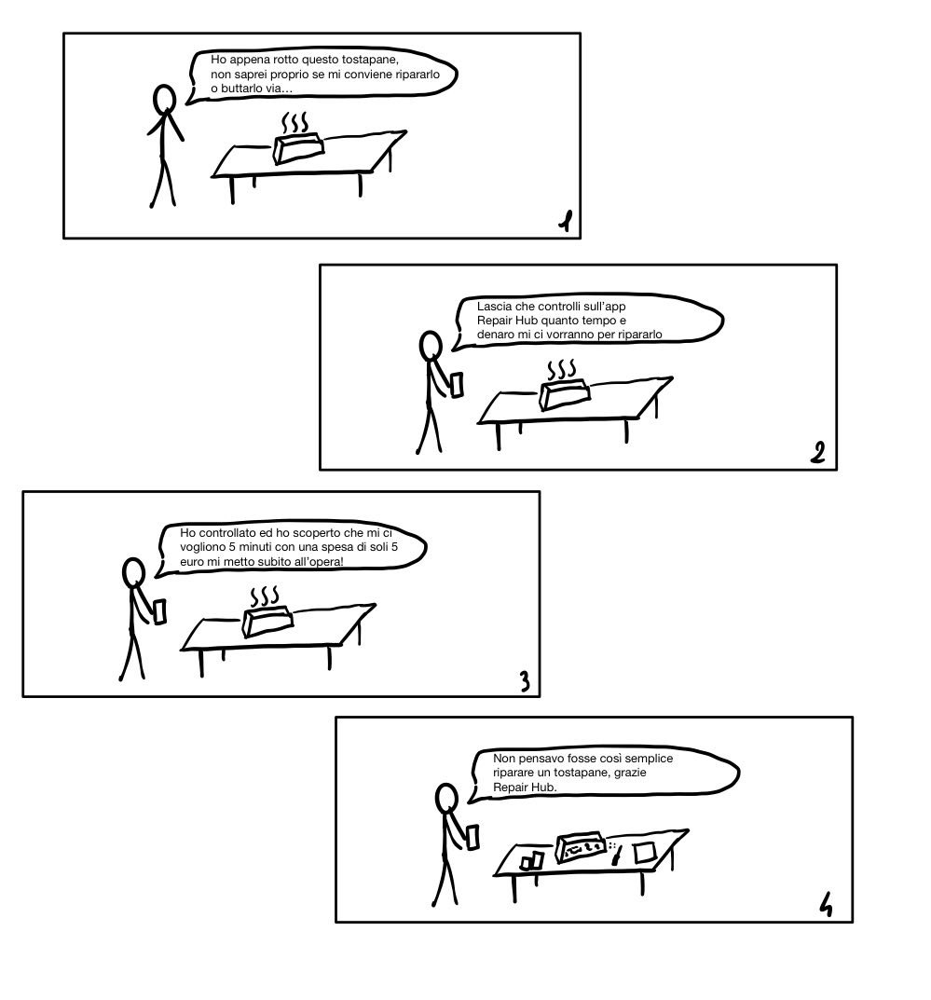 Ho appena rotto questo tostapane,
non saprei proprio se mi conviene ripararlo
o buttarlo via...
1
Lascia che controlli sull'app
Repair Hub quanto tempo e
denaro mi ci vorranno per ripararlo
2
Ho controllato ed ho scoperto che mi ci
vogliono 5 minuti con una spesa di soli 5
euro mi metto subito all'opera!
3
Non pensavo fosse così semplice
riparare un tostapane, grazie
Repair Hub.
4